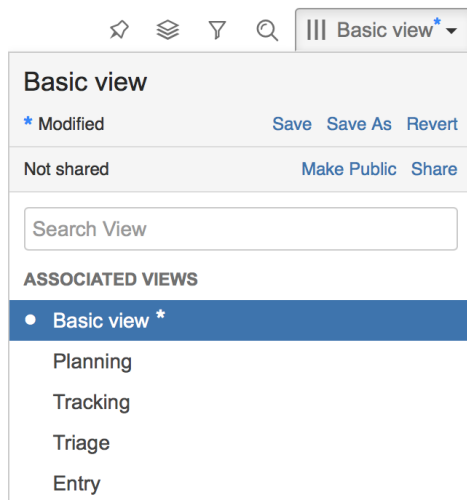 Basic view*
Basic view
* Modified Save Save As Revert
Not shared Make Public Share
Search View
ASSOCIATED VIEWS
Basic view *
Planning
Tracking
Triage
Entry